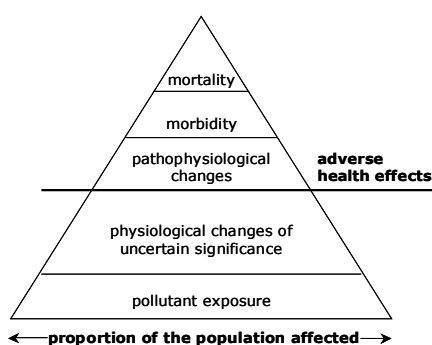 mortality
morbidity
pathophysiological
changes
adverse
health effects
physiological changes of
uncertain significance
pollutant exposure
proportion of the population affected